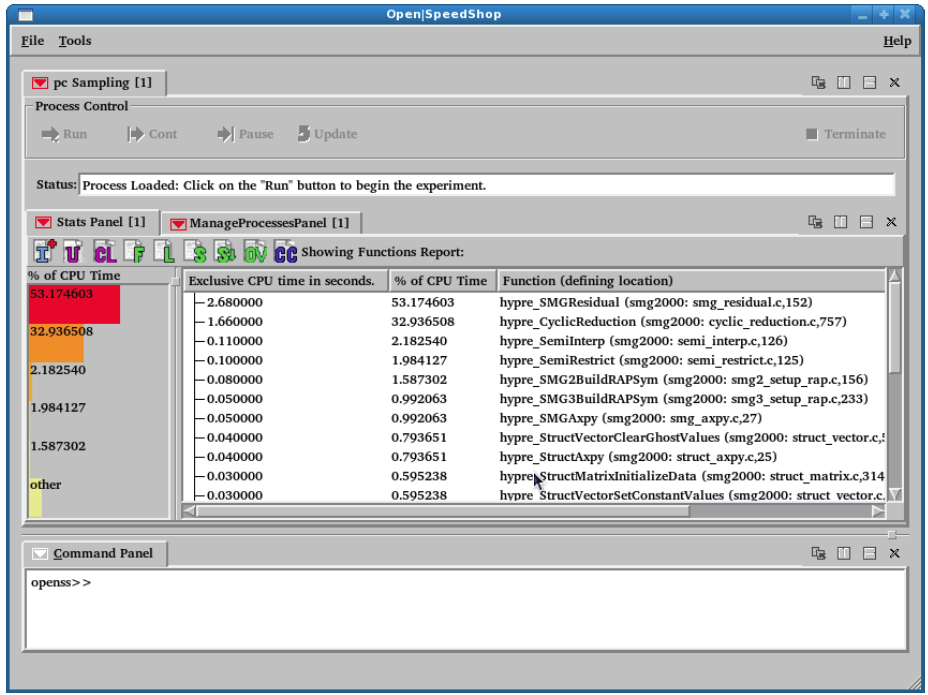 Open|SpeedShop
File Tools Help
pc Sampling [1]
Process Control
Run Cont Pause Update Terminate
Status: Process Loaded: Click on the "Run" button to begin the experiment.
Stats Panel [1] ManageProcessesPanel [1]
I U CL F L S S OV CC Showing Functions Report:
% of CPU Time
53.174603
32.936508
2.182540
1.984127
1.587302
other
Exclusive CPU time in seconds. % of CPU Time Function (defining location)
2.680000 53.174603 hypre_SMGResidual (smg2000: smg_residual.c,152)
1.660000 32.936508 hypre_CyclicReduction (smg2000: cyclic_reduction.c,757)
0.110000 2.182540 hypre_SemiInterp (smg2000: semi_interp.c,126)
0.100000 1.984127 hypre_SemiRestrict (smg2000: semi_restrict.c,125)
0.080000 1.587302 hypre_SMG2BuildRAPSym (smg2000: smg2_setup_rap.c,156)
0.050000 0.992063 hypre_SMG3BuildRAPSym (smg2000: smg3_setup_rap.c,233)
0.050000 0.992063 hypre_SMGAxpy (smg2000: smg_axpy.c,27)
0.040000 0.793651 hypre_StructVectorClearGhostValues (smg2000: struct_vector.c,
0.040000 0.793651 hypre_StructAxpy (smg2000: struct_axpy.c,25)
0.030000 0.595238 hypre_StructMatrixInitializeData (smg2000: struct_matrix.c,314
0.030000 0.595238 hypre_StructVectorSetConstantValues (smg2000: struct_vector.c,
Command Panel
openss>>